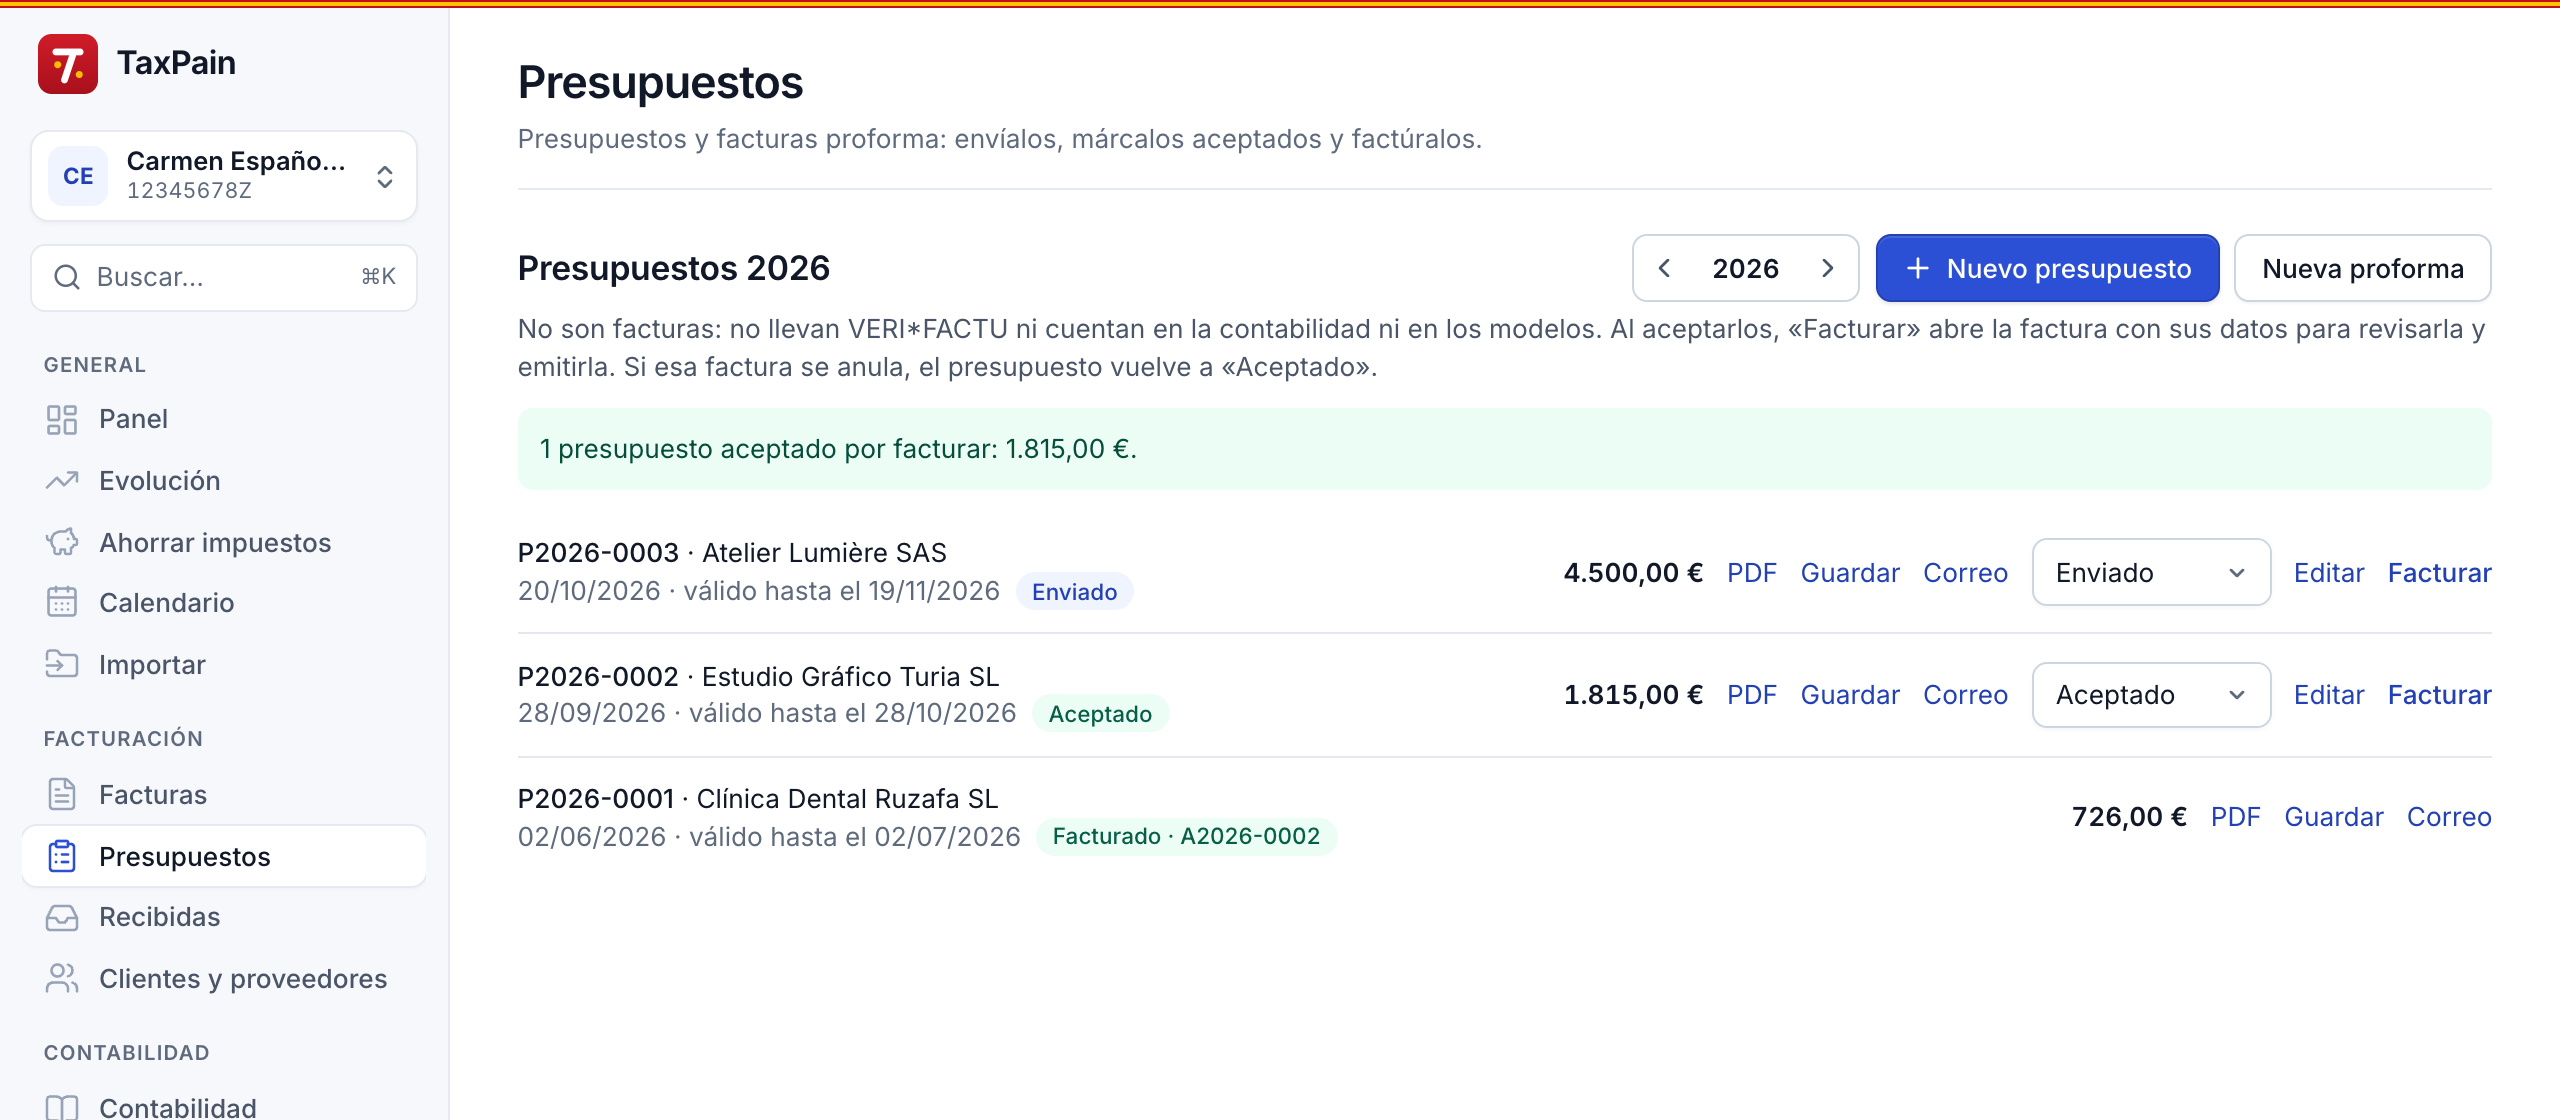 TaxPain
CE
Carmen Españo...
12345678Z
Buscar...
⌘K
GENERAL
Panel
Evolución
Ahorrar impuestos
Calendario
Importar
FACTURACIÓN
Facturas
Presupuestos
Recibidas
Clientes y proveedores
CONTABILIDAD
Contabilidad
Presupuestos
Presupuestos y facturas proforma: envíalos, márcalos aceptados y factúralos.
Presupuestos 2026
2026
Nuevo presupuesto
Nueva proforma
No son facturas: no llevan VERI*FACTU ni cuentan en la contabilidad ni en los modelos. Al aceptarlos, «Facturar» abre la factura con sus datos para revisarla y
emitirla. Si esa factura se anula, el presupuesto vuelve a «Aceptado».
1 presupuesto aceptado por facturar: 1.815,00 €.
P2026-0003 · Atelier Lumière SAS
20/10/2026 · válido hasta el 19/11/2026 Enviado
4.500,00 € PDF Guardar Correo Enviado Editar Facturar
P2026-0002 · Estudio Gráfico Turia SL
28/09/2026 · válido hasta el 28/10/2026 Aceptado
1.815,00 € PDF Guardar Correo Aceptado Editar Facturar
P2026-0001 · Clínica Dental Ruzafa SL
02/06/2026 · válido hasta el 02/07/2026 Facturado · A2026-0002
726,00 € PDF Guardar Correo